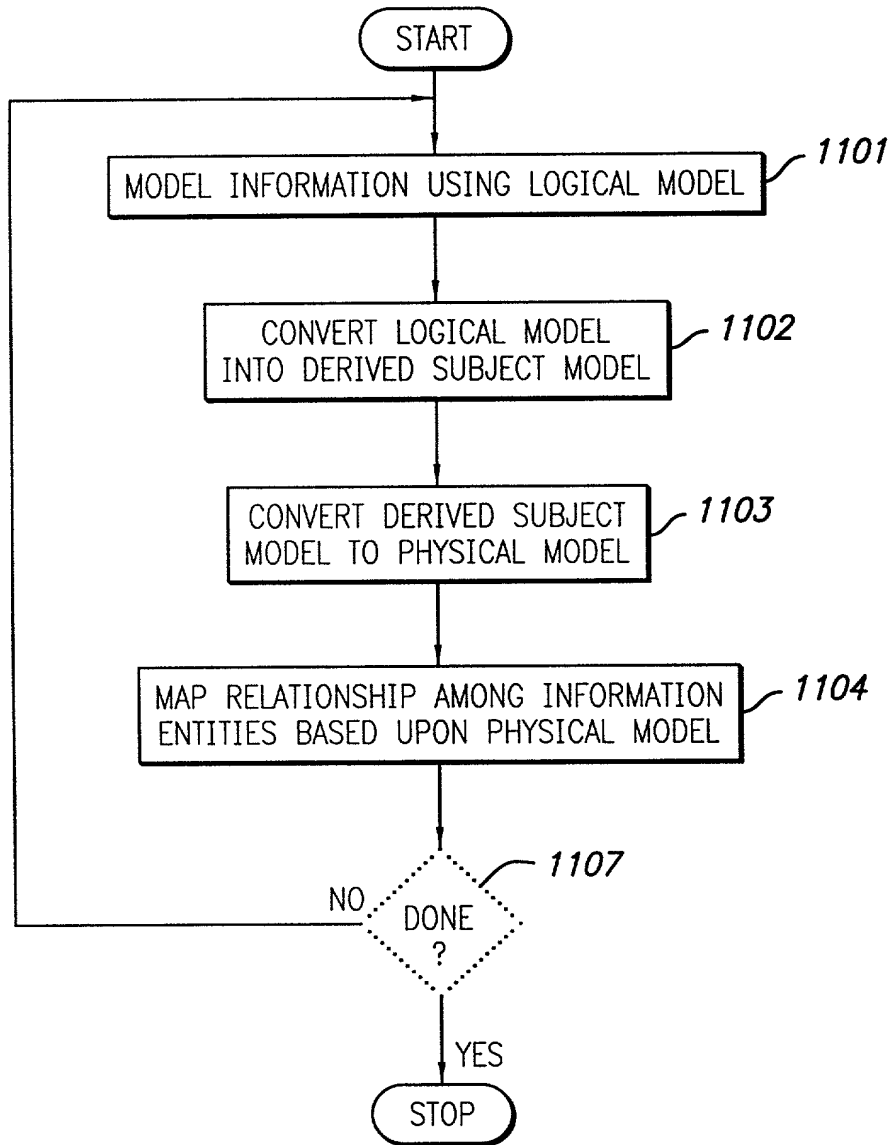 START
1101
MODEL INFORMATION USING LOGICAL MODEL
1102
CONVERT LOGICAL MODEL
INTO DERIVED SUBJECT MODEL
1103
CONVERT DERIVED SUBJECT
MODEL TO PHYSICAL MODEL
1104
MAP RELATIONSHIP AMONG INFORMATION
ENTITIES BASED UPON PHYSICAL MODEL
1107
NO
DONE
?
YES
STOP